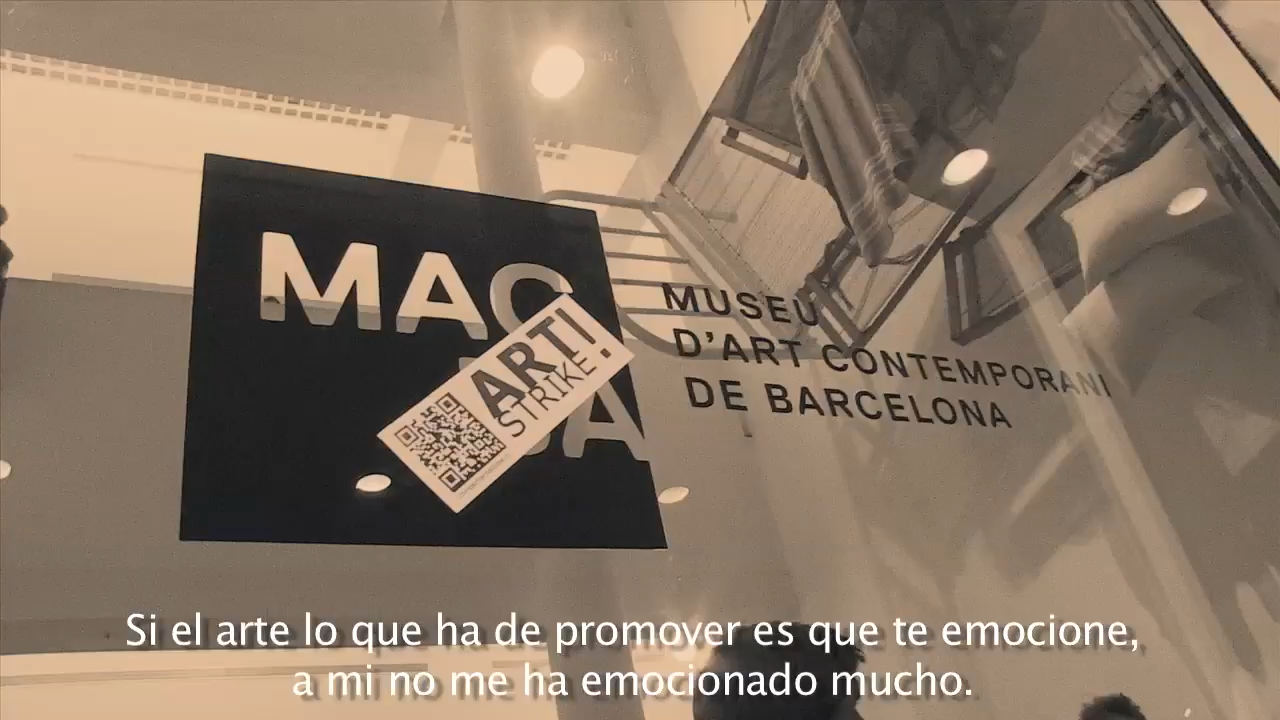 MAC
BA
ART!
STRIKE
MUSEU
D'ART CONTEMPORANI
DE BARCELONA
Si el arte lo que ha de promover es que te emocione,
a mi no me ha emocionado mucho.